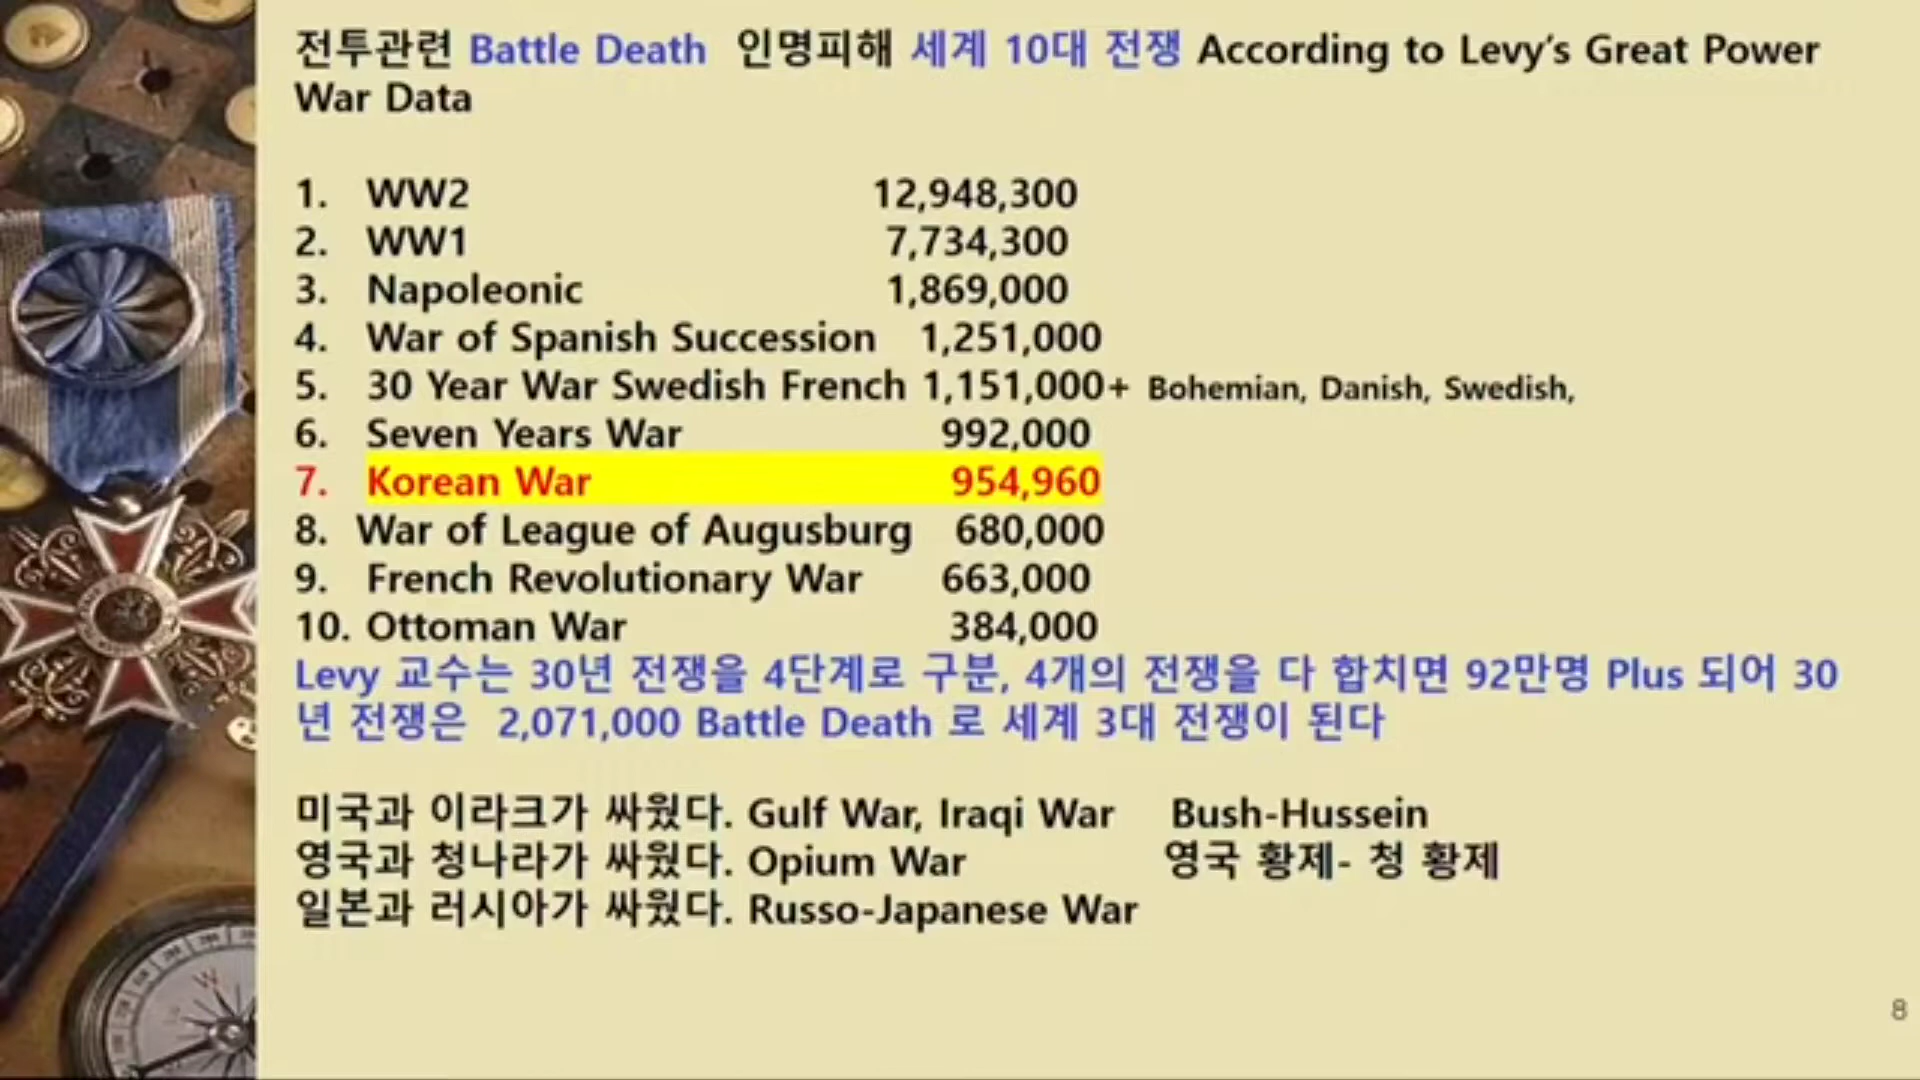 전투관련 Battle Death 인명피해 세계 10대 전쟁 According to Levy's Great Power
War Data
1. WW2 12,948,300
2. WW1 7,734,300
3. Napoleonic 1,869,000
4. War of Spanish Succession 1,251,000
5. 30 Year War Swedish French 1,151,000+ Bohemian, Danish, Swedish,
6. Seven Years War 992,000
7. Korean War 954,960
8. War of League of Augusburg 680,000
9. French Revolutionary War 663,000
10. Ottoman War 384,000
Levy 교수는 30년 전쟁을 4단계로 구분, 4개의 전쟁을 다 합치면 92만명 Plus 되어 30
년 전쟁은 2,071,000 Battle Death 로 세계 3대 전쟁이 된다
미국과 이라크가 싸웠다. Gulf War, Iraqi War Bush-Hussein
영국과 청나라가 싸웠다. Opium War 영국 황제- 청 황제
일본과 러시아가 싸웠다. Russo-Japanese War
8